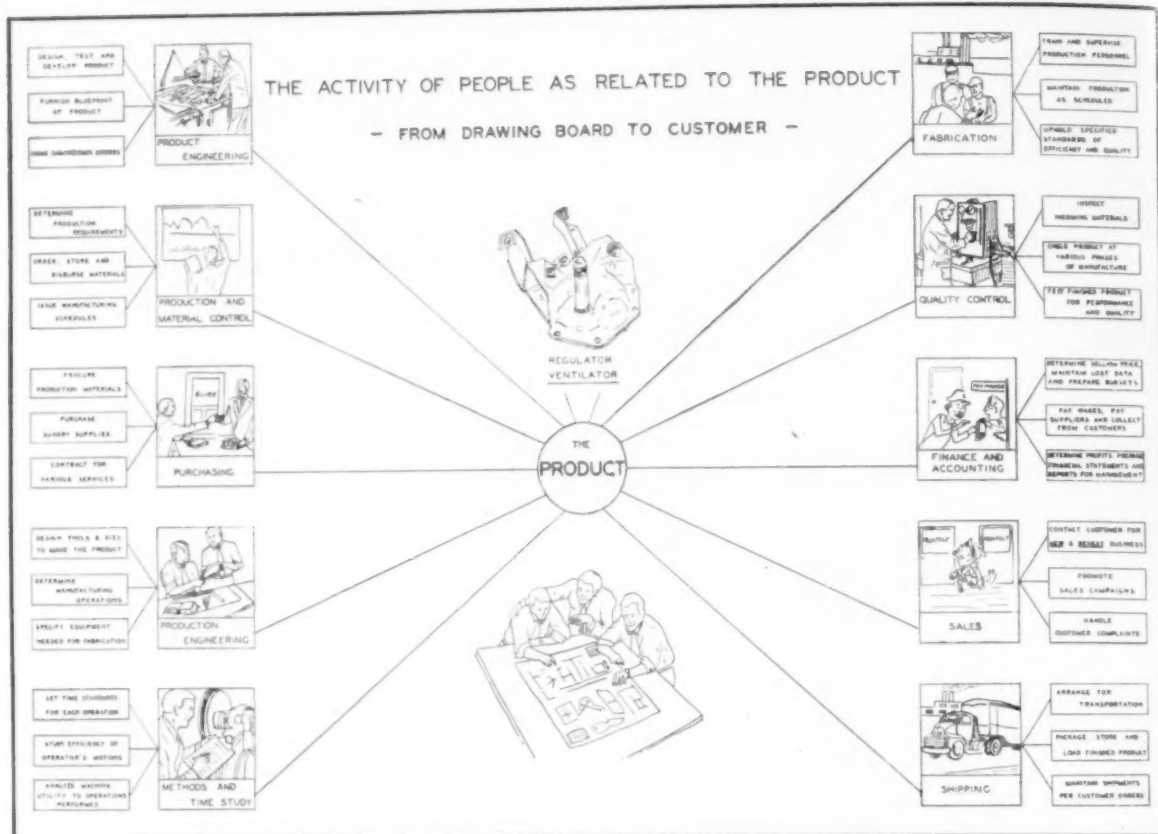 THE ACTIVITY OF PEOPLE AS RELATED TO THE PRODUCT
- FROM DRAWING BOARD TO CUSTOMER -
DESIGN, TEST AND
DEVELOP PRODUCT
FURNISH BLUEPRINT
OF PRODUCT
ORDERS
PRODUCT
ENGINEERING
DETERMINE
PRODUCTION
REQUIREMENTS
ORDER, STORE AND
DISBURSE MATERIALS
ISSUE MANUFACTURING
SCHEDULES
PRODUCTION AND
MATERIAL CONTROL
PROCURE
PRODUCTION MATERIALS
PURCHASE
SUPPLIES
CONTRACT FOR
VARIOUS SERVICES
PURCHASING
DESIGN TOOLS & DIES
TO MAKE THE PRODUCT
DETERMINE
MANUFACTURING
OPERATIONS
SPECIFY EQUIPMENT
NEEDED FOR FABRICATION
PRODUCTION
ENGINEERING
SET TIME STANDARDS
FOR EACH OPERATION
STUDY EFFICIENCY OF
OPERATOR'S MOTIONS
ANALYZE MACHINE
UTILITY TO OPERATIONS
PERFORMED
METHODS AND
TIME STUDY
REGULATOR
VENTILATOR
THE
PRODUCT
FABRICATION
TRAIN AND SUPERVISE
PRODUCTION PERSONNEL
MAINTAIN PRODUCTION
AS SCHEDULED
UPHOLD SPECIFIED
STANDARDS OF
EFFICIENCY AND QUALITY
QUALITY CONTROL
INSPECT
INCOMING MATERIALS
CHECK PRODUCT AT
VARIOUS PHASES
OF MANUFACTURE
TEST FINISHED PRODUCT
FOR PERFORMANCE
AND QUALITY
PAY MASTER
FINANCE AND
ACCOUNTING
DETERMINE SELLING PRICE,
MAINTAIN COST DATA
AND PREPARE BUDGETS
PAY WAGES, PAY
SUPPLIERS AND COLLECT
FROM CUSTOMERS
DETERMINE PROFITS, PREPARE
FINANCIAL STATEMENTS AND
REPORTS FOR MANAGEMENT
SALES
CONTACT CUSTOMER FOR
NEW & REPEAT BUSINESS
PROMOTE
SALES CAMPAIGNS
HANDLE
CUSTOMER COMPLAINTS
SHIPPING
ARRANGE FOR
TRANSPORTATION
PACKAGE STORE AND
LOAD FINISHED PRODUCT
MAINTAIN SHIPMENTS
PER CUSTOMER ORDERS